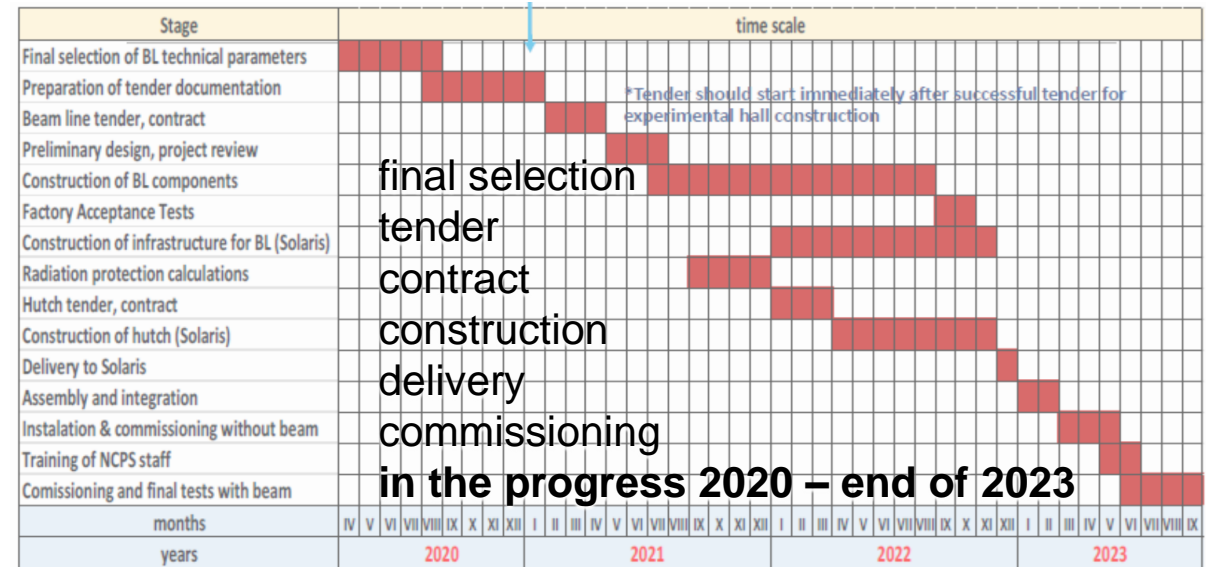 Stage time scale
Final selection of BL technical parameters
Preparation of tender documentation
*Tender should start immediately after successful tender for
experimental hall construction
Beam line tender, contract
Preliminary design, project review
Construction of BL components
Factory Acceptance Tests
Construction of infrastructure for BL (Solaris)
Radiation protection calculations
Hutch tender, contract
Construction of hutch (Solaris)
Delivery to Solaris
Assembly and integration
Instalation & commissioning without beam
Training of NCPS staff
Comissioning and final tests with beam
final selection
tender
contract
construction
delivery
commissioning
in the progress 2020 – end of 2023
months IV V VI VII VIII IX X XI XII I II III IV V VI VII VIII IX X XI XII I II III IV V VI VII VIII IX X XI XII I II III IV V VI VII VIII IX
years 2020 2021 2022 2023